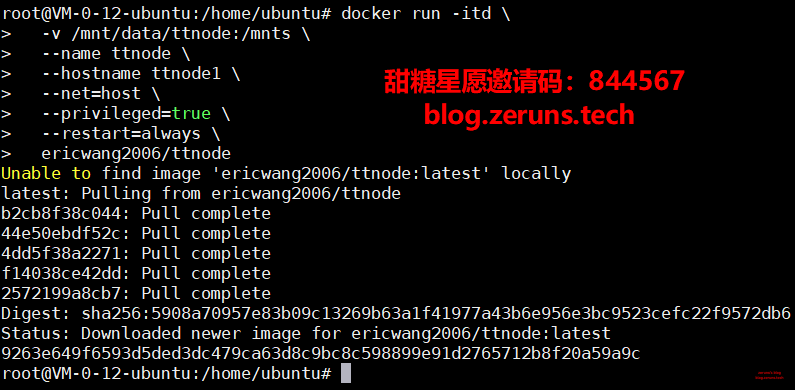 root@VM-0-12-ubuntu:/home/ubuntu# docker run -itd \
>   -v /mnt/data/ttnode:/mnts \
>   --name ttnode \
>   --hostname ttnode1 \
>   --net=host \
>   --privileged=true \
>   --restart=always \
>   ericwang2006/ttnode
甜糖星愿邀请码：844567
blog.zeruns.tech
Unable to find image 'ericwang2006/ttnode:latest' locally
latest: Pulling from ericwang2006/ttnode
b2cb8f38c044: Pull complete
44e50ebdf52c: Pull complete
4dd5f38a2271: Pull complete
f14038ce42dd: Pull complete
2572199a8cb7: Pull complete
Digest: sha256:5908a70957e83b09c13269b63a1f41977a43b6e956e3bc9523cefc22f9572db6
Status: Downloaded newer image for ericwang2006/ttnode:latest
9263e649f6593d5ded3dc479ca63d8c9bc8c598899e91d2765712b8f20a59a9c
root@VM-0-12-ubuntu:/home/ubuntu#